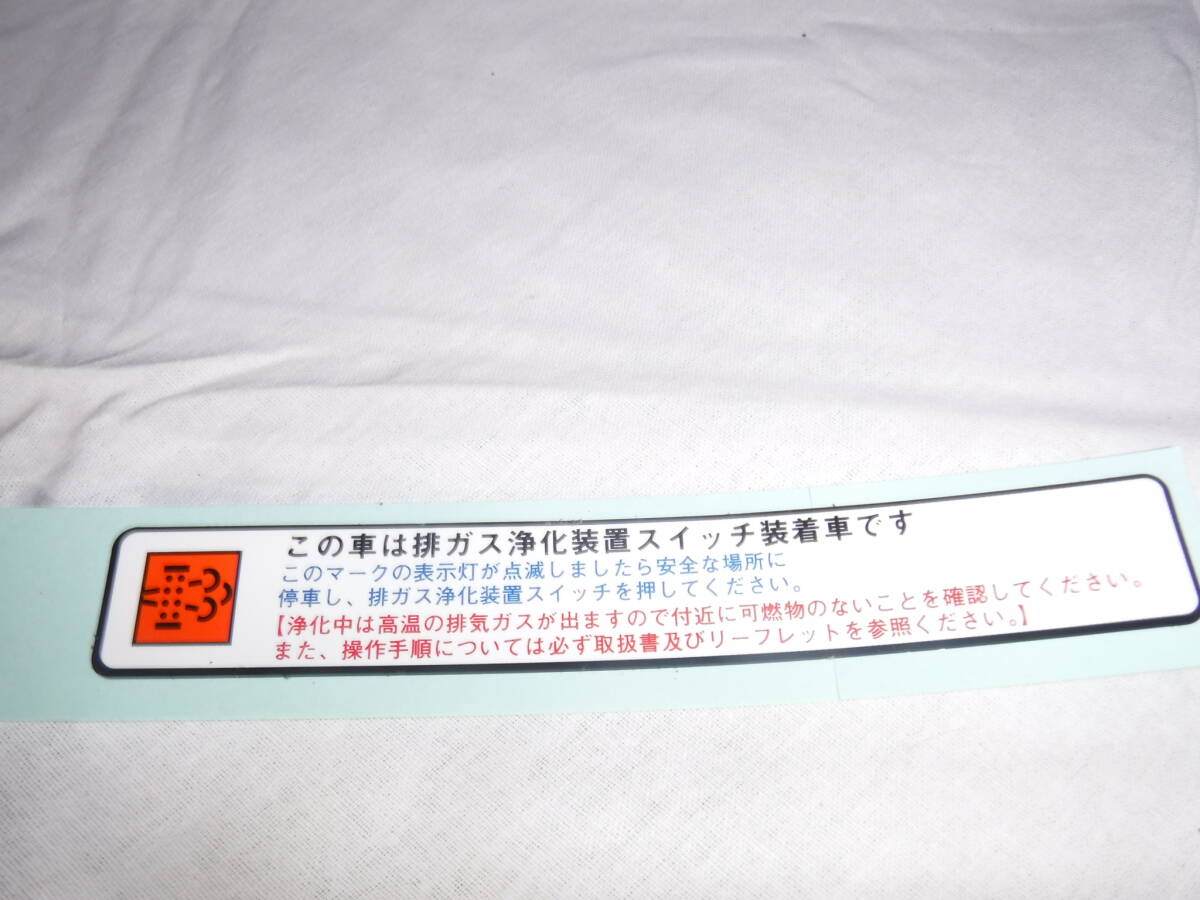 この車は排ガス浄化装置スイッチ装着車です
このマークの表示灯が点滅しましたら安全な場所に
停車し、排ガス浄化装置スイッチを押してください。
【浄化中は高温の排気ガスが出ますので付近に可燃物のないことを確認してください。
また、操作手順については必ず取扱書及びリーフレットを参照ください。】